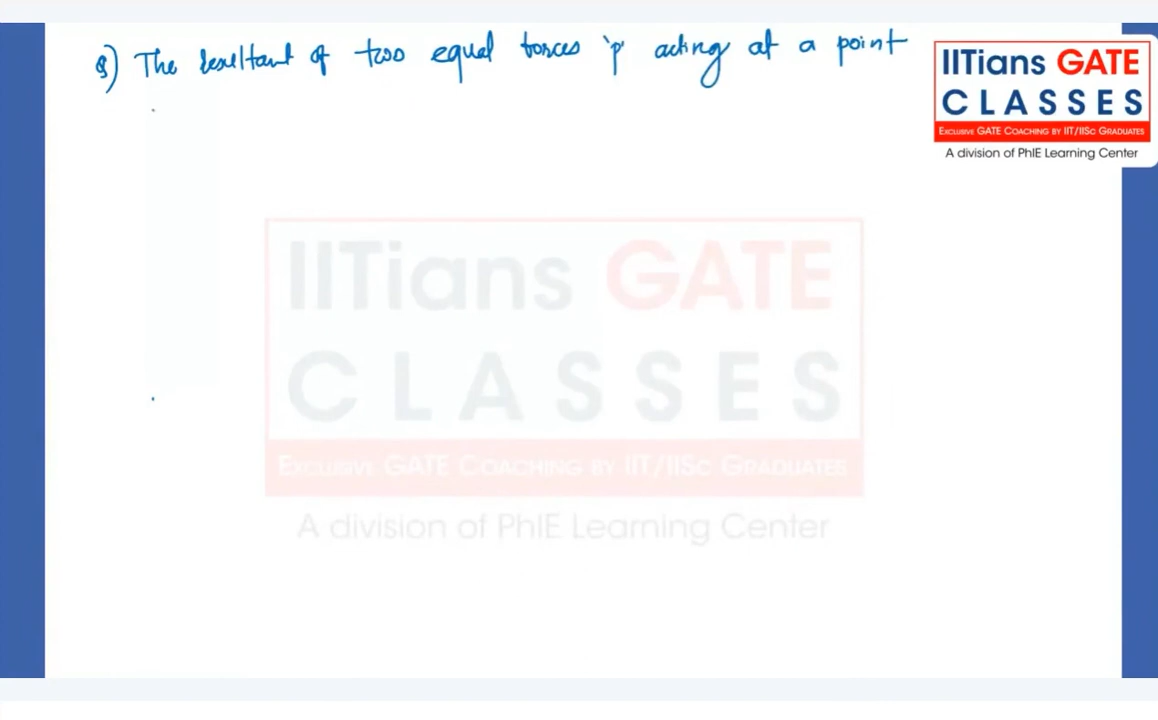 Q) The resultant of two equal forces 'P' acting at a point
IITians GATE
CLASSES
EXCLUSIVE GATE COACHING BY IIT/IISC GRADUATES
A division of PhIE Learning Center
IITians GATE
CLASSES
EXCLUSIVE GATE COACHING BY IIT/IISC GRADUATES
A division of PhIE Learning Center